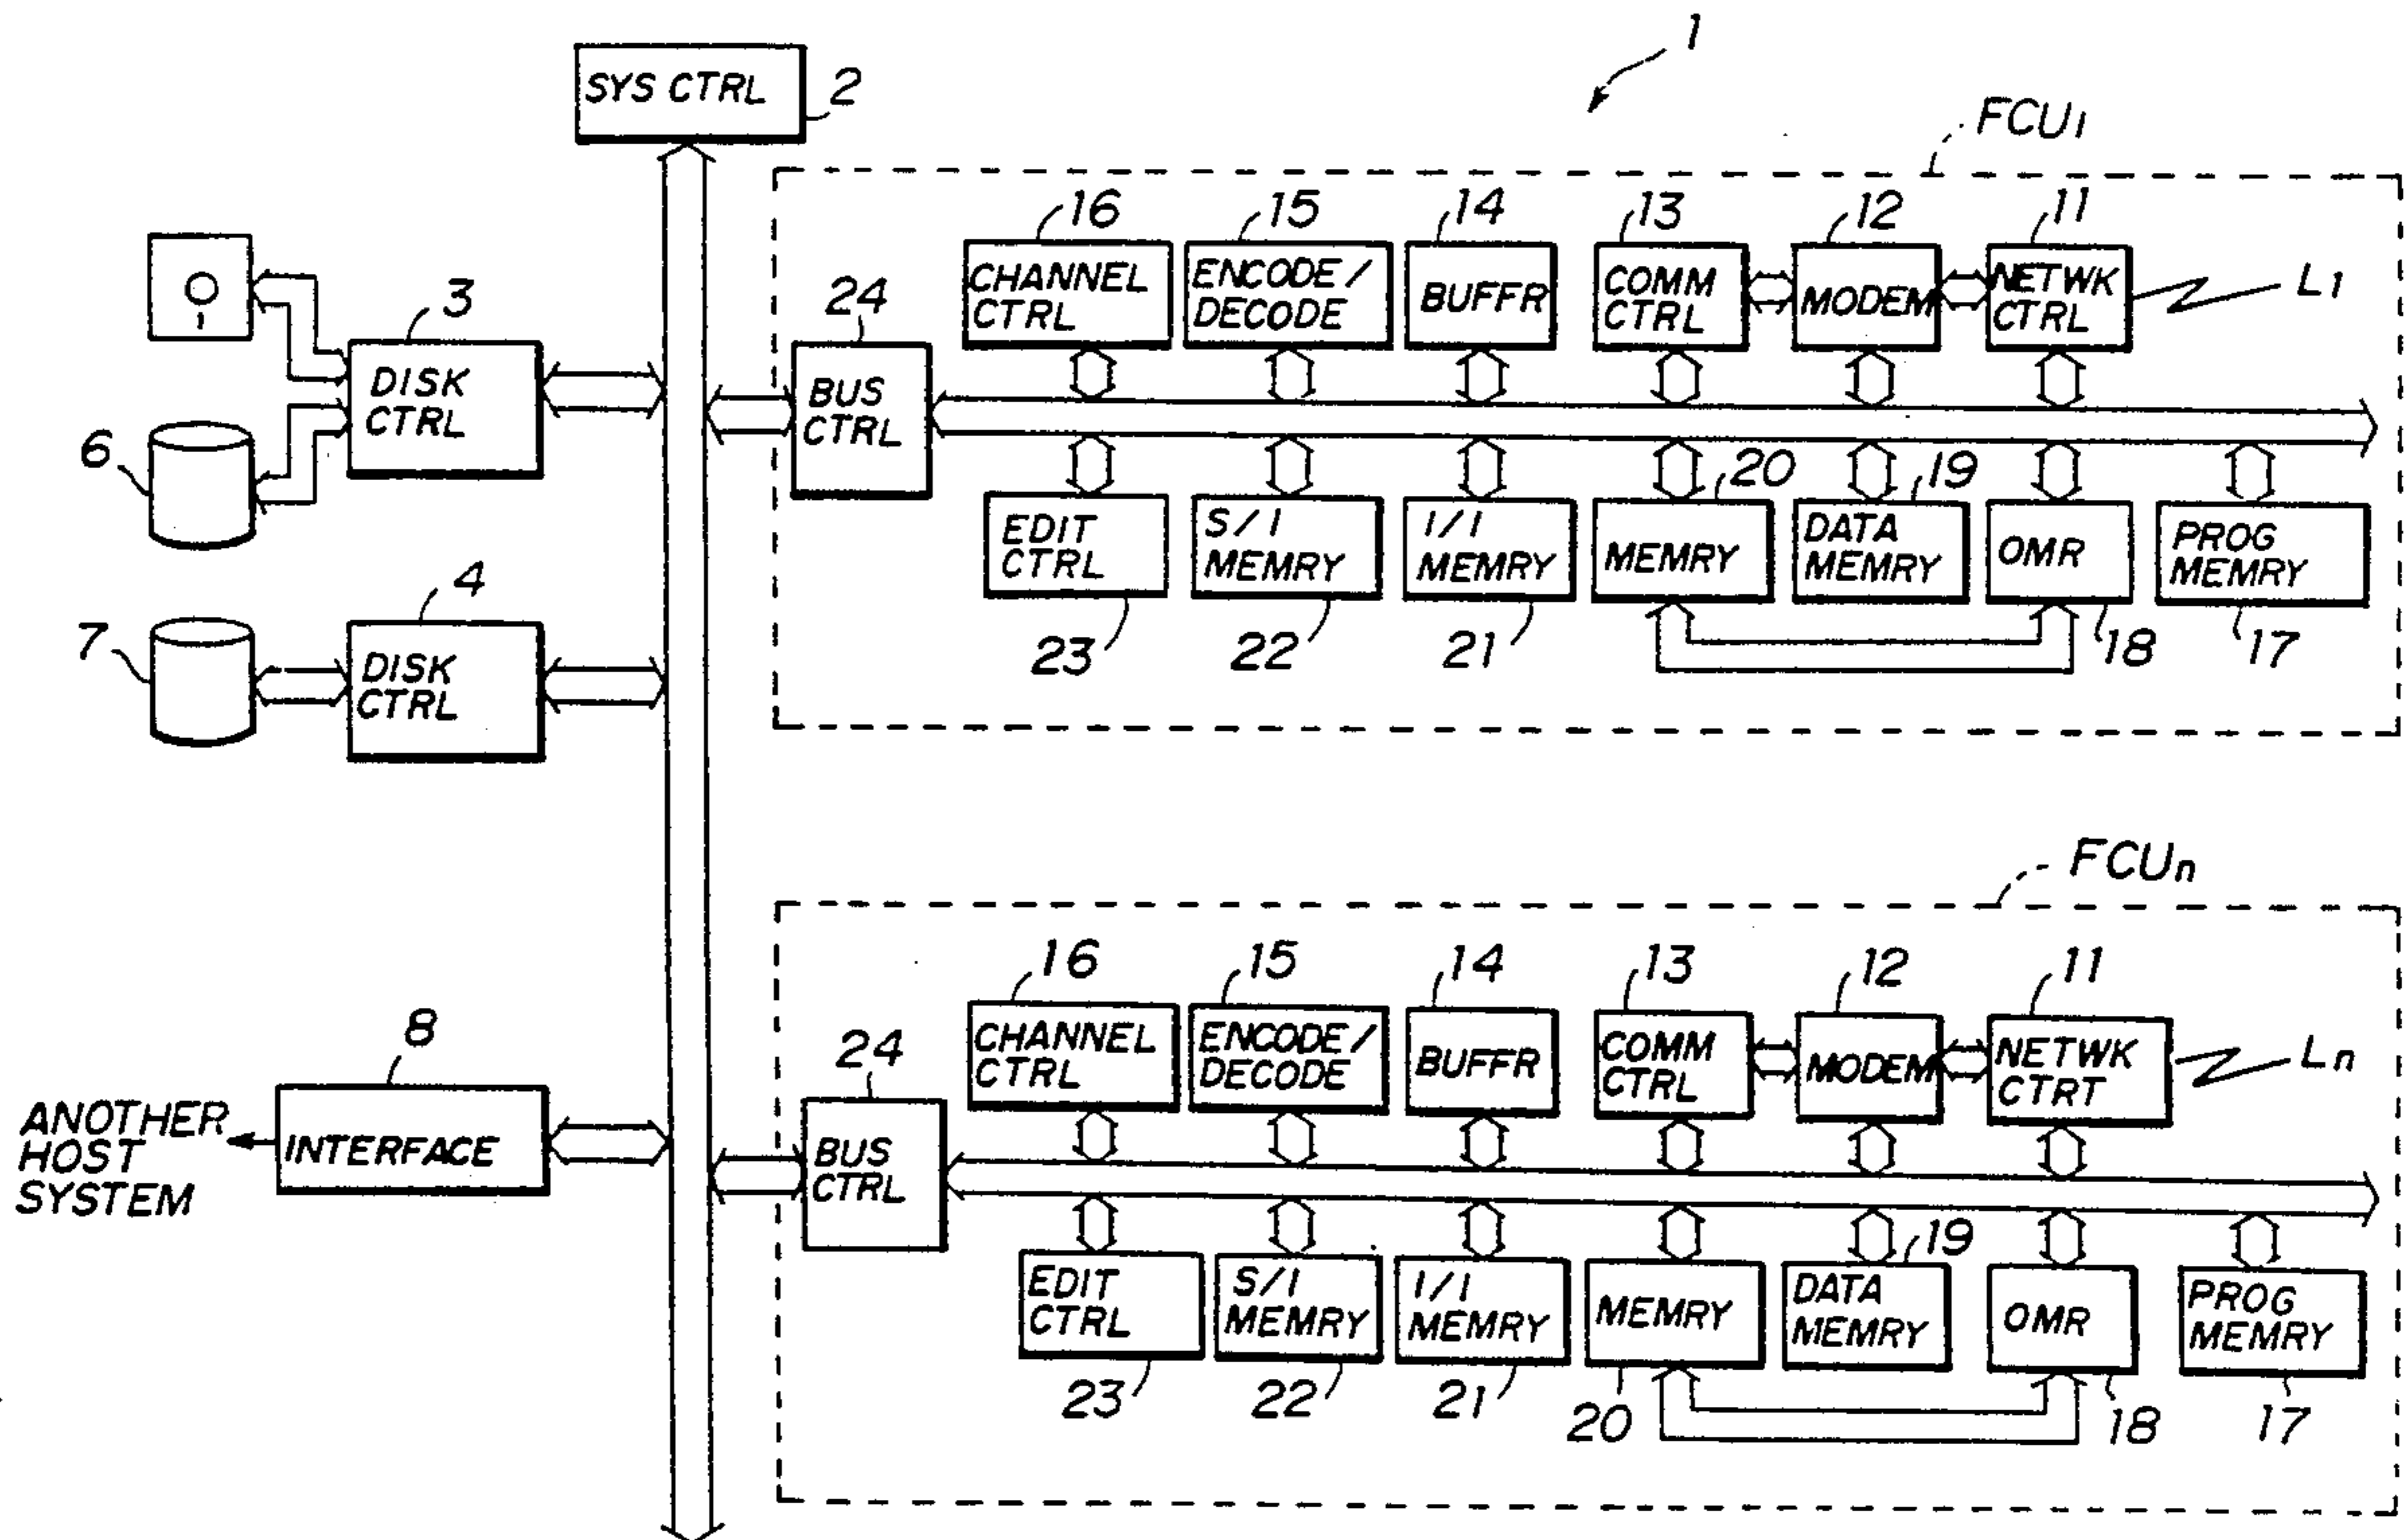 1
SYS CTRL
2
FCU1
16
15
14
13
12
11
CHANNEL
CTRL
ENCODE/
DECODE
BUFFR
COMM
CTRL
MODEM
NETWK
CTRL
L1
3
DISK
CTRL
24
BUS
CTRL
6
20
19
EDIT
CTRL
S/I
MEMRY
I/I
MEMRY
MEMRY
DATA
MEMRY
OMR
PROG
MEMRY
23
22
21
18
17
4
7
DISK
CTRL
FCUn
16
15
14
13
12
11
CHANNEL
CTRL
ENCODE/
DECODE
BUFFR
COMM
CTRL
MODEM
NETWK
CTRT
Ln
8
24
ANOTHER
HOST
SYSTEM
INTERFACE
BUS
CTRL
19
EDIT
CTRL
S/I
MEMRY
I/I
MEMRY
MEMRY
DATA
MEMRY
OMR
PROG
MEMRY
23
22
21
20
18
17